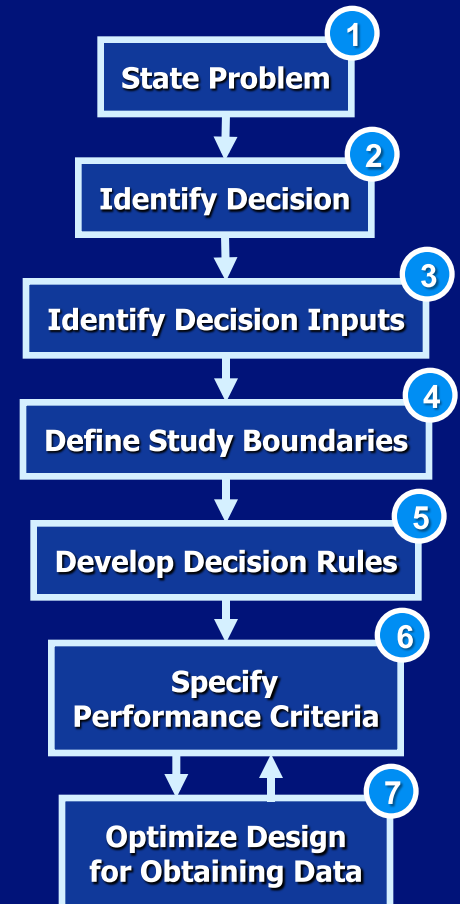 1
State Problem
2
Identify Decision
3
Identify Decision Inputs
4
Define Study Boundaries
5
Develop Decision Rules
6
Specify
Performance Criteria
7
Optimize Design
for Obtaining Data